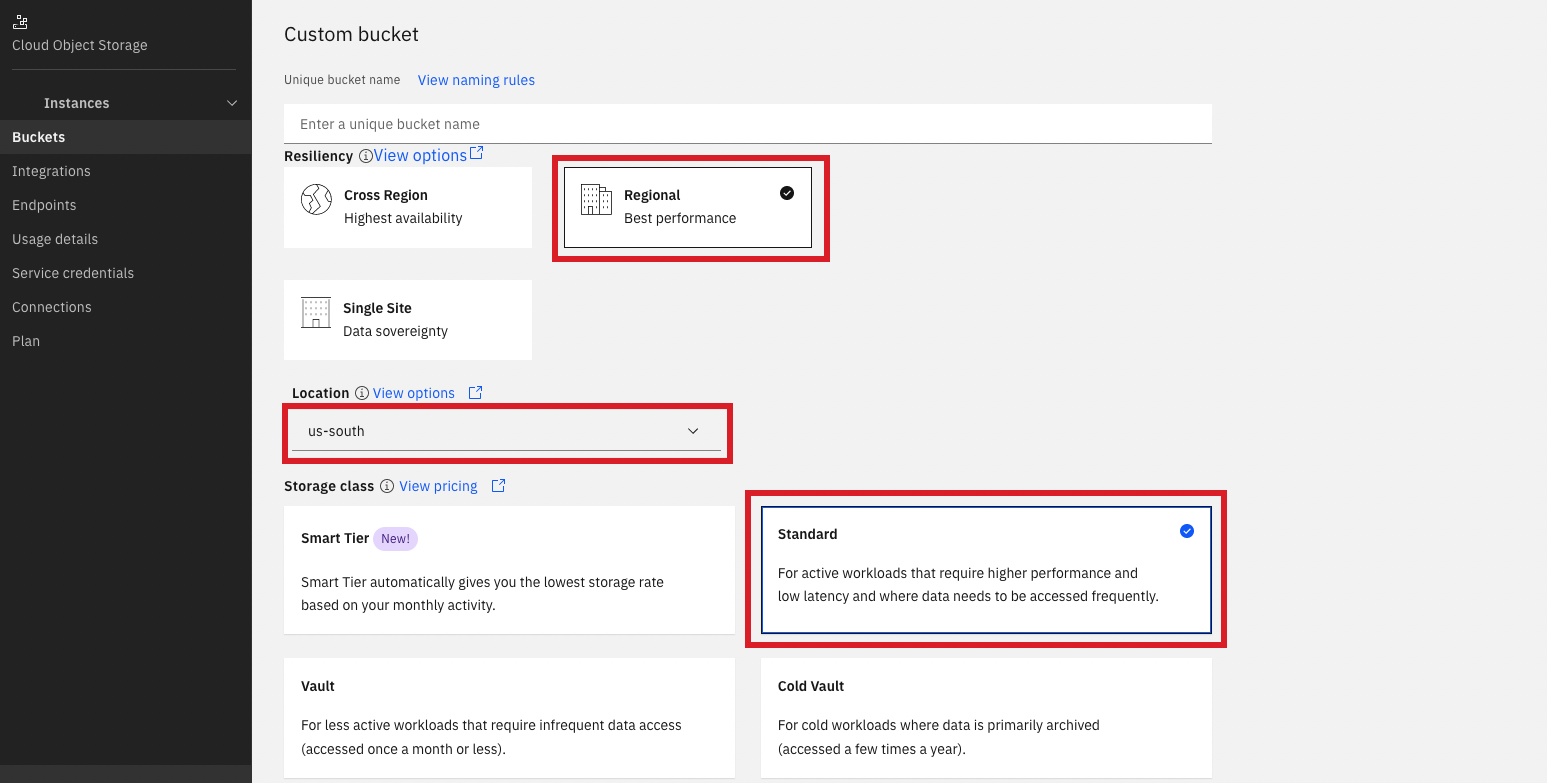 Cloud Object Storage
Instances
Buckets
Integrations
Endpoints
Usage details
Service credentials
Connections
Plan
Custom bucket
Unique bucket name View naming rules
Enter a unique bucket name
Resiliency View options
Cross Region
Highest availability
Regional
Best performance
Single Site
Data sovereignty
Location View options
us-south
Storage class View pricing
Smart Tier New!
Smart Tier automatically gives you the lowest storage rate
based on your monthly activity.
Standard
For active workloads that require higher performance and
low latency and where data needs to be accessed frequently.
Vault
For less active workloads that require infrequent data access
(accessed once a month or less).
Cold Vault
For cold workloads where data is primarily archived
(accessed a few times a year).